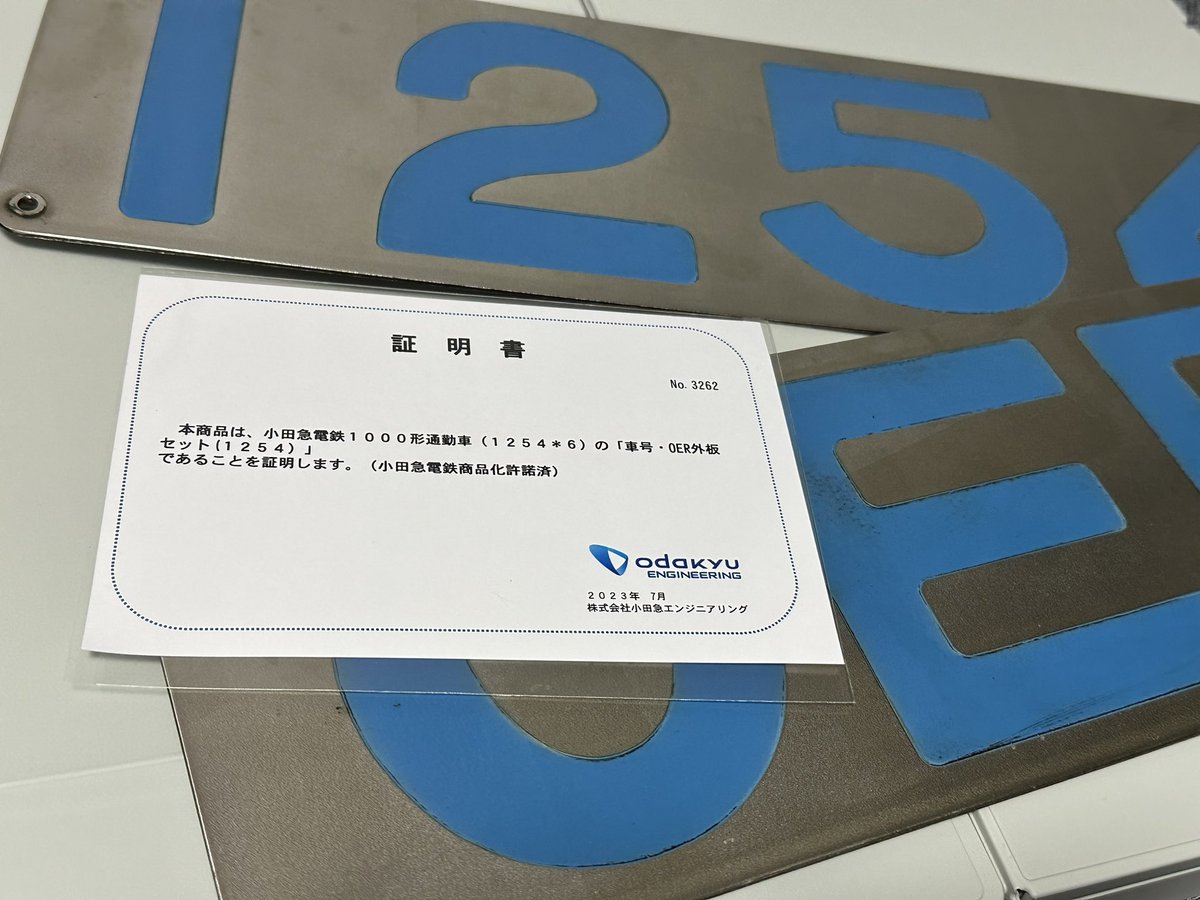 1254
証明書
No.3262
本商品は、小田急電鉄1000形通勤車(1254*6)の「車号・OER外板
セット(1254)」
であることを証明します。(小田急電鉄商品化許諾済)
odakyu
ENGINEERING
2023年 7月
株式会社小田急エンジニアリング
OE